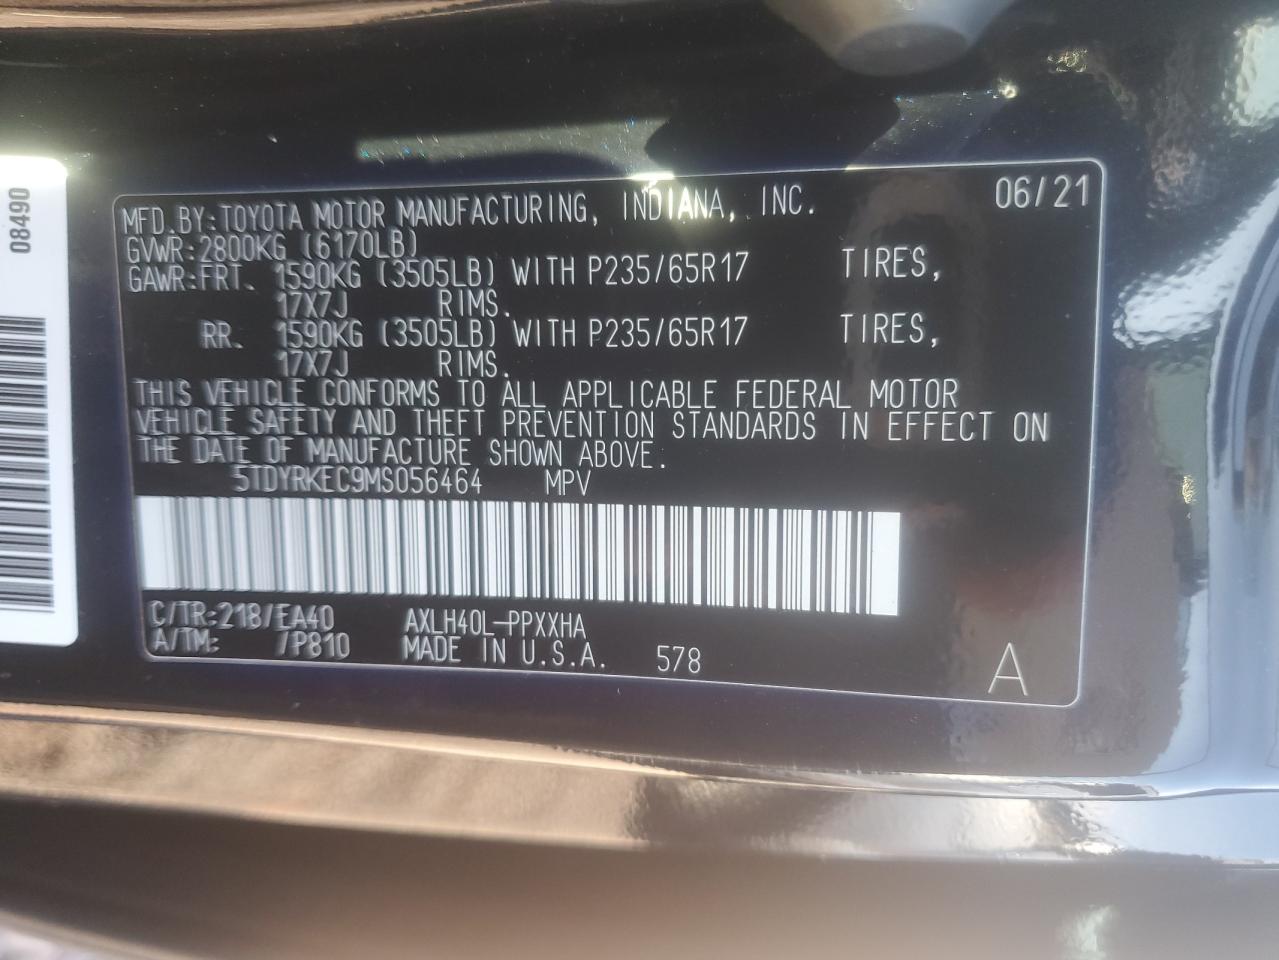 08490
MFD.BY:TOYOTA MOTOR MANUFACTURING, INDIANA, INC. 06/21
GVWR:2800KG (6170LB)
GAWR:FRT. 1590KG (3505LB) WITH P235/65R17 TIRES,
17X7J RIMS.
RR. 1590KG (3505LB) WITH P235/65R17 TIRES,
17X7J RIMS.
THIS VEHICLE CONFORMS TO ALL APPLICABLE FEDERAL MOTOR
VEHICLE SAFETY AND THEFT PREVENTION STANDARDS IN EFFECT ON
THE DATE OF MANUFACTURE SHOWN ABOVE.
5TDYRKEC9MS056464 MPV
C/TR:218/EA40 AXLH40L-PPXXHA
A/TM: /P810 MADE IN U.S.A. 578 A